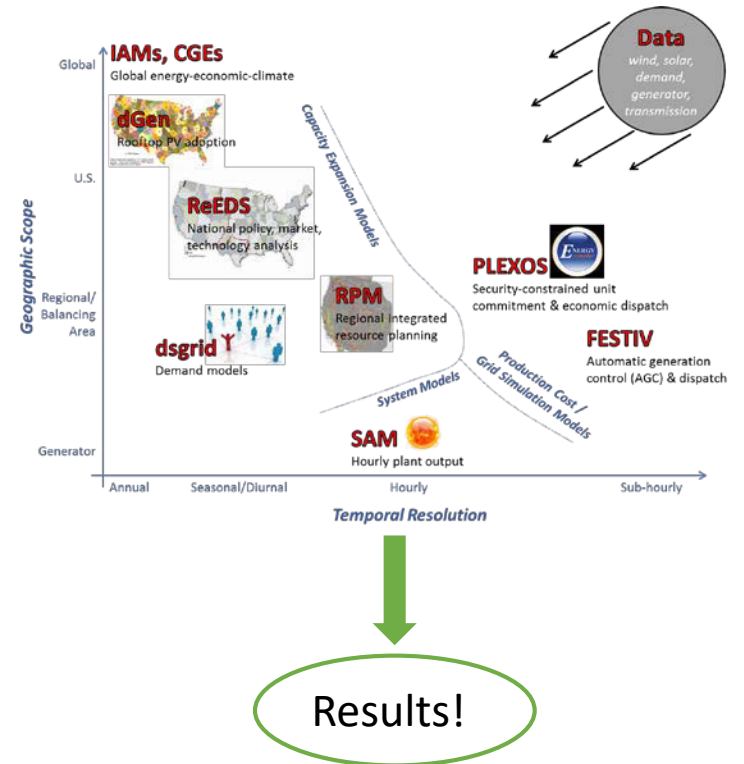 IAMs, CGEs
Global energy-economic-climate
Data
wind, solar,
demand,
generator,
transmission
Global
dGen
Rooftop PV adoption
Capacity Expansion Models
U.S.
ReEDS
National policy, market,
technology analysis
Geographic Scope
PLEXOS
ENERGY
Security-constrained unit
commitment & economic dispatch
Regional/
Balancing
Area
RPM
Regional integrated
resource planning
dsgrid
Demand models
FESTIV
Automatic generation
control (AGC) & dispatch
System Models
Production Cost /
Grid Simulation Models
SAM
Hourly plant output
Generator
Annual
Seasonal/Diurnal
Hourly
Sub-hourly
Temporal Resolution
Results!